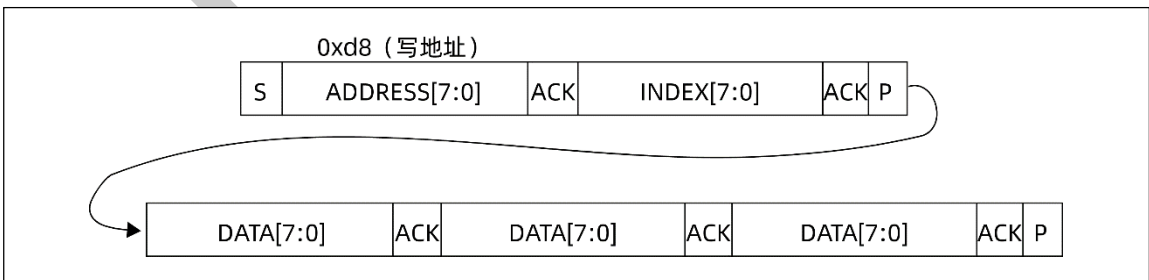 0xd8（写地址）
S ADDRESS[7:0] ACK INDEX[7:0] ACK P
DATA[7:0] ACK DATA[7:0] ACK DATA[7:0] ACK P